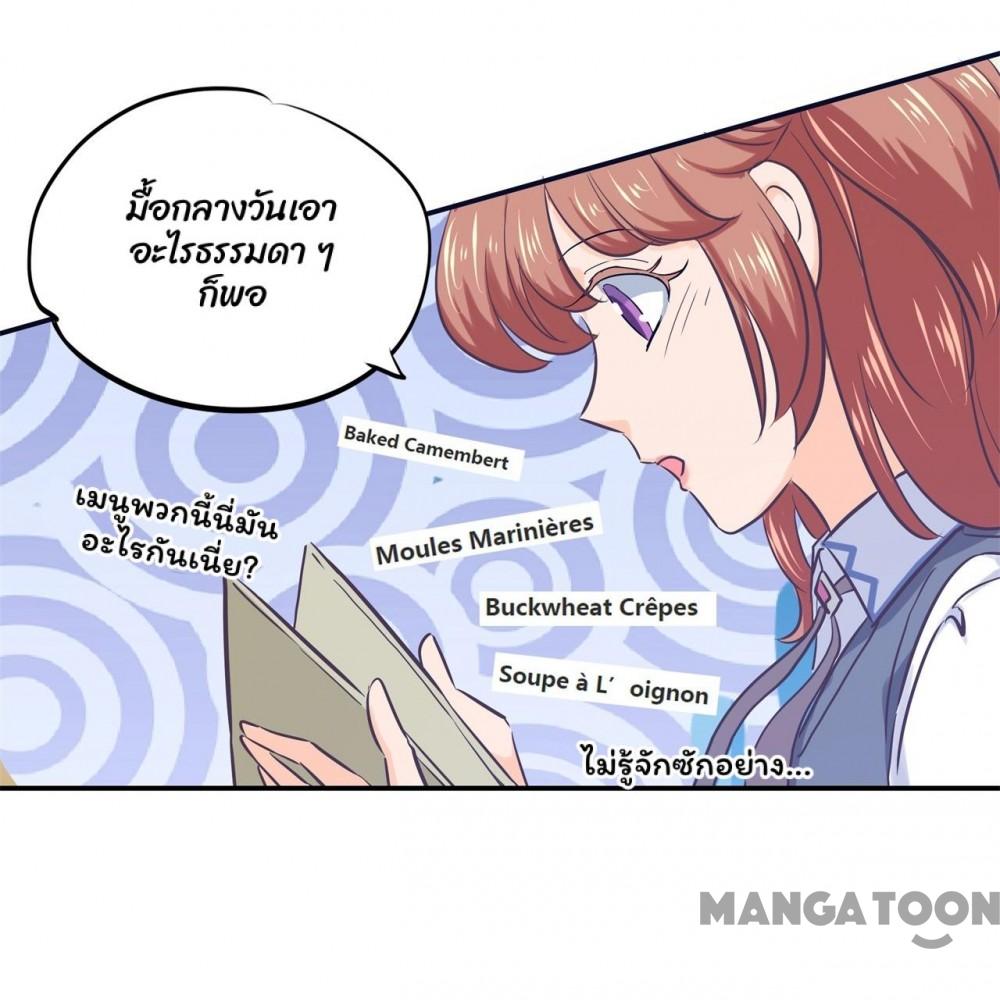 มื้อกลางวันเอา
อะไรธรรมดา ๆ
ก็พอ
Baked Camembert
เมนูพวกนี้นี่มัน
อะไรกันเนี่ย?
Moules Marinières
Buckwheat Crêpes
Soupe à L’oignon
ไม่รู้จักซักอย่าง...
MANGATOON